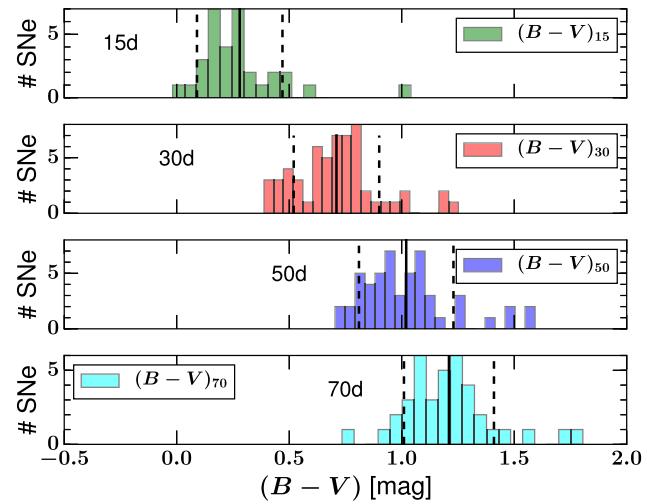 # SNe
5
0
15d
(B − V)15
# SNe
5
0
30d
(B − V)30
# SNe
5
0
50d
(B − V)50
# SNe
5
0
(B − V)70
70d
−0.5 0.0 0.5 1.0 1.5 2.0
(B − V) [mag]